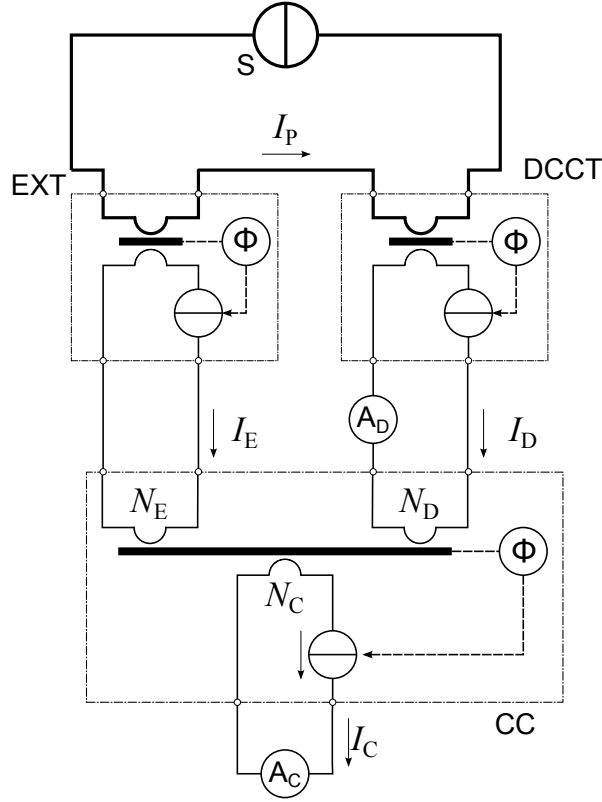 S
I_P
EXT
DCCT
Φ
Φ
A_D
I_E
I_D
N_E
N_D
Φ
N_C
CC
I_C
A_C